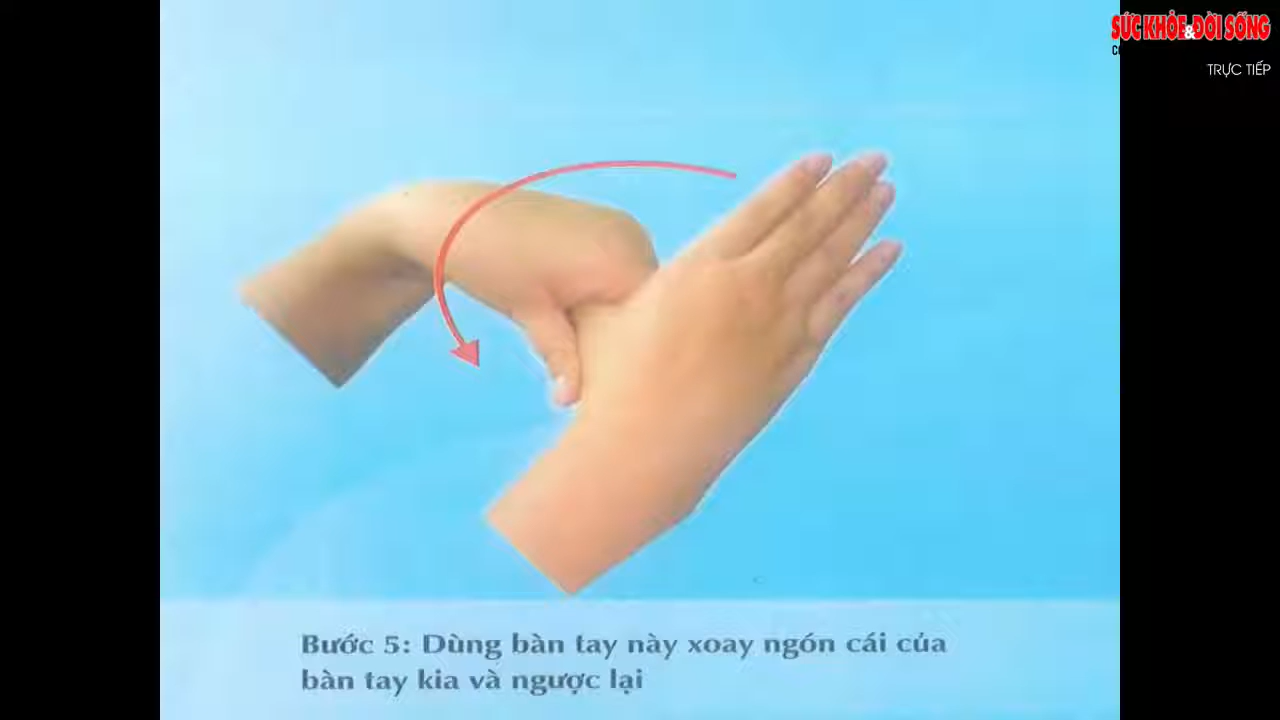 SỨC KHỎE&ĐỜI SỐNG
TRỰC TIẾP
Bước 5: Dùng bàn tay này xoay ngón cái của
bàn tay kia và ngược lại